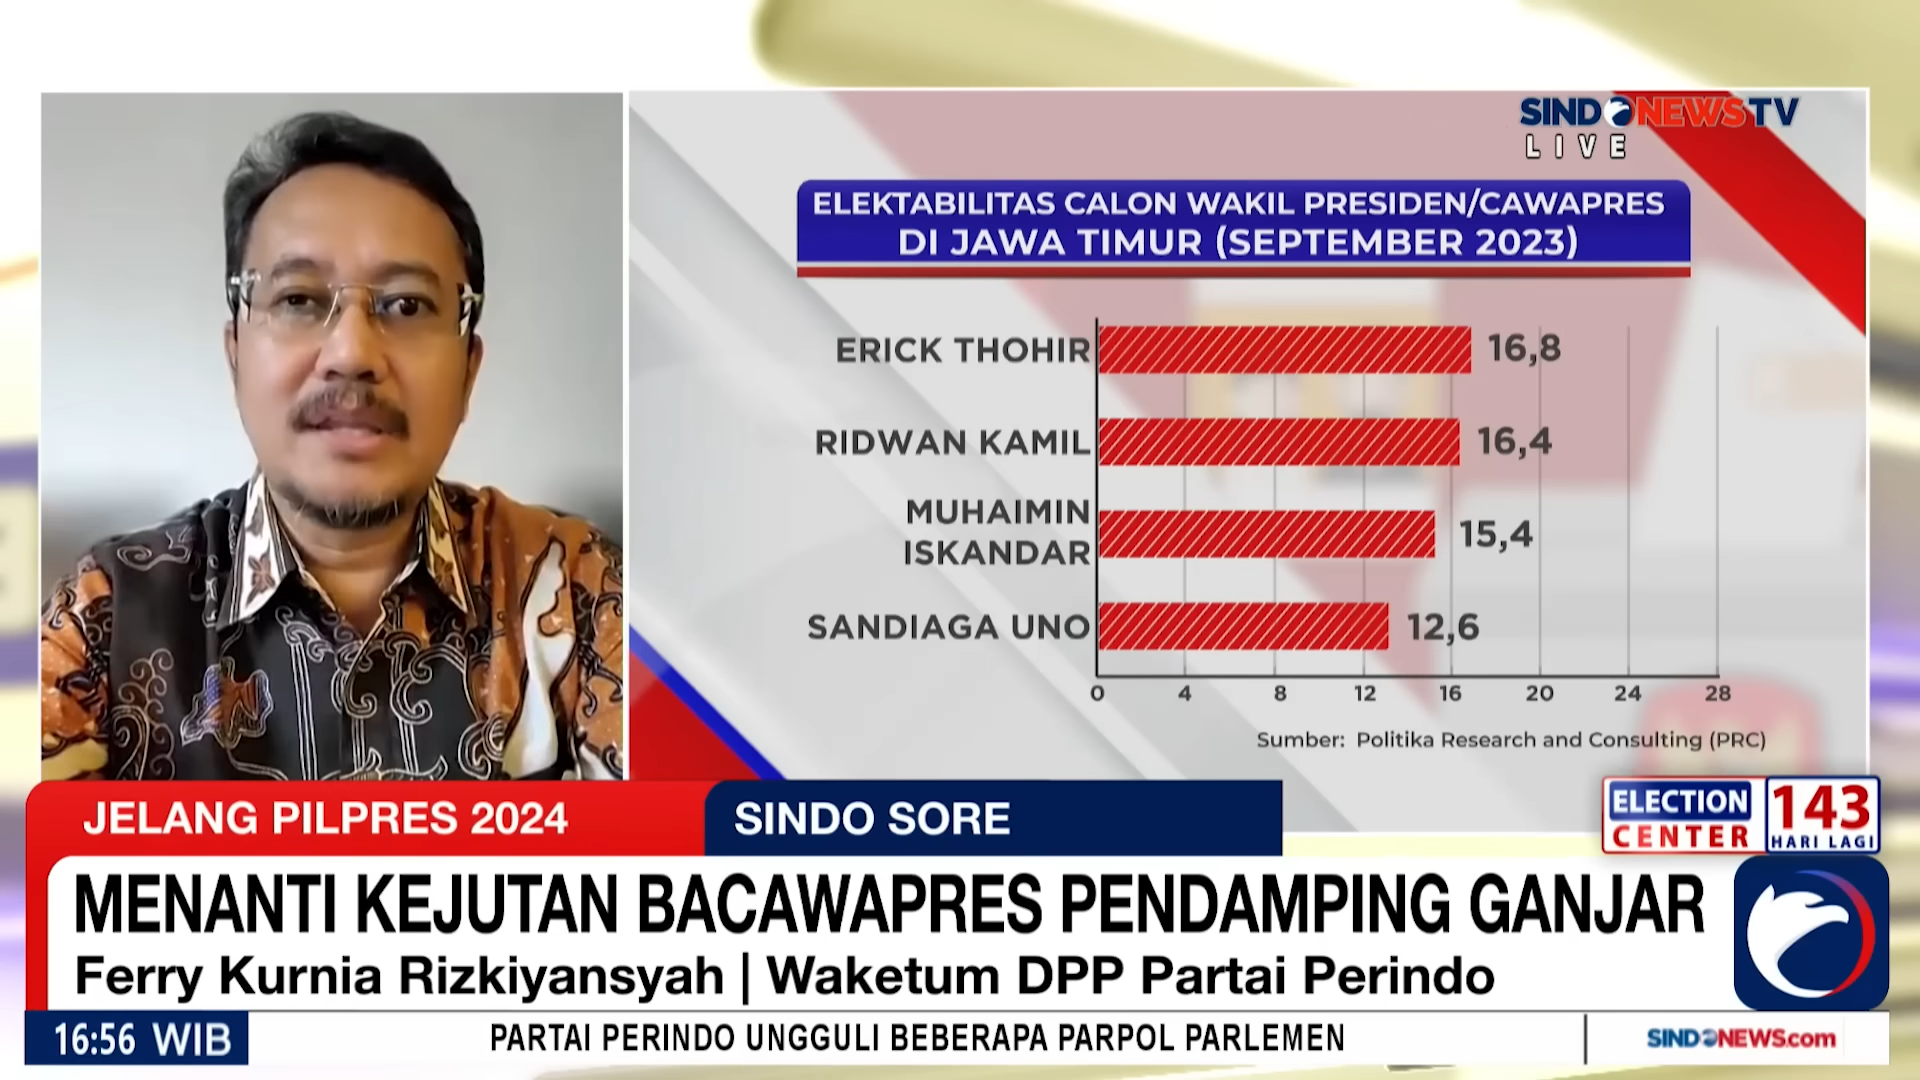 SINDONEWSTV
LIVE
ELEKTABILITAS CALON WAKIL PRESIDEN/CAWAPRES
DI JAWA TIMUR (SEPTEMBER 2023)
ERICK THOHIR 16,8
RIDWAN KAMIL 16,4
MUHAIMIN
ISKANDAR 15,4
SANDIAGA UNO 12,6
0 4 8 12 16 20 24 28
Sumber: Politika Research and Consulting (PRC)
JELANG PILPRES 2024
SINDO SORE
ELECTION
CENTER
143
HARI LAGI
MENANTI KEJUTAN BACAWAPRES PENDAMPING GANJAR
Ferry Kurnia Rizkiyansyah | Waketum DPP Partai Perindo
16:56 WIB
PARTAI PERINDO UNGGULI BEBERAPA PARPOL PARLEMEN
SINDONEWS.com